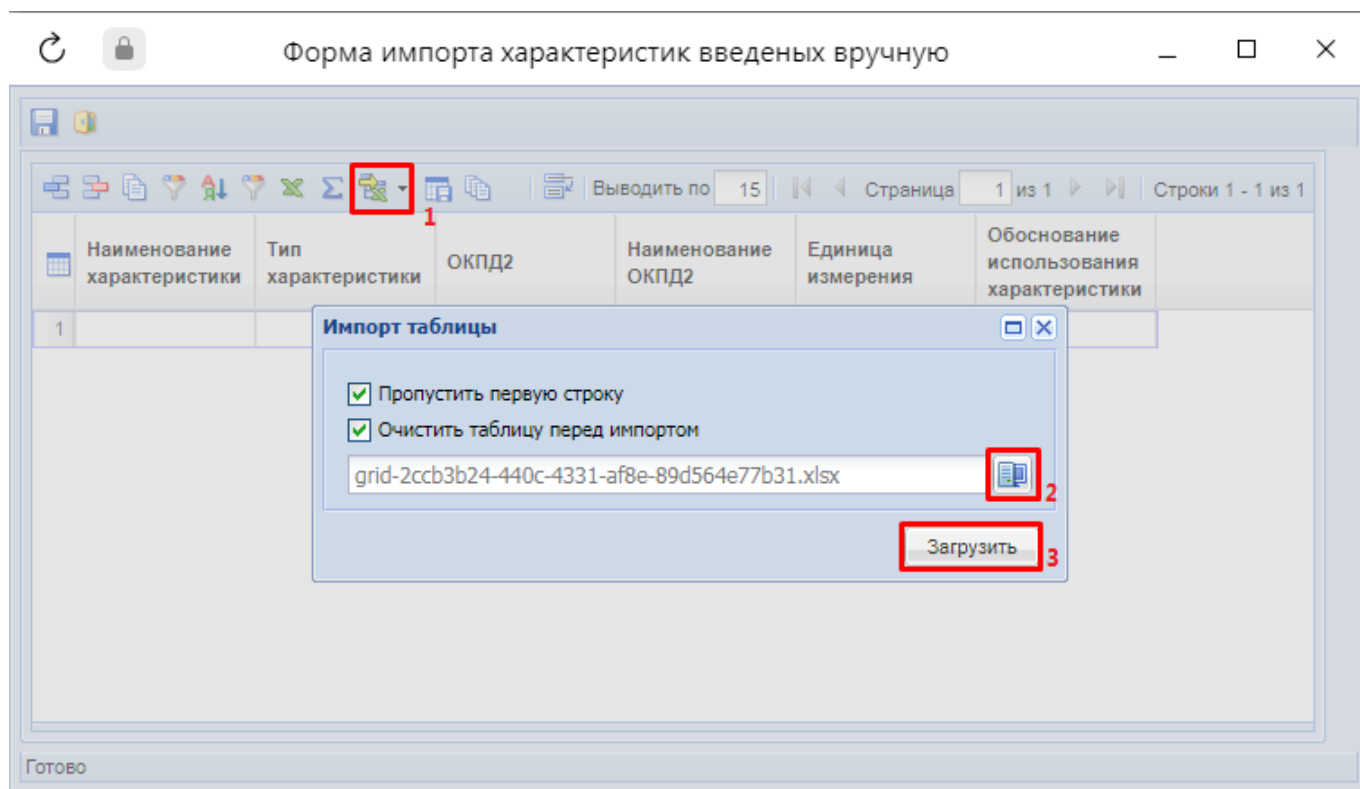 Форма импорта характеристик введеных вручную
Выводить по 15 Страница 1 из 1 Строки 1 - 1 из 1
1
Наименование характеристики
Тип характеристики
ОКПД2
Наименование ОКПД2
Единица измерения
Обоснование использования характеристики
1
Импорт таблицы
Пропустить первую строку
Очистить таблицу перед импортом
grid-2ccb3b24-440c-4331-af8e-89d564e77b31.xlsx
2
Загрузить
3
Готово